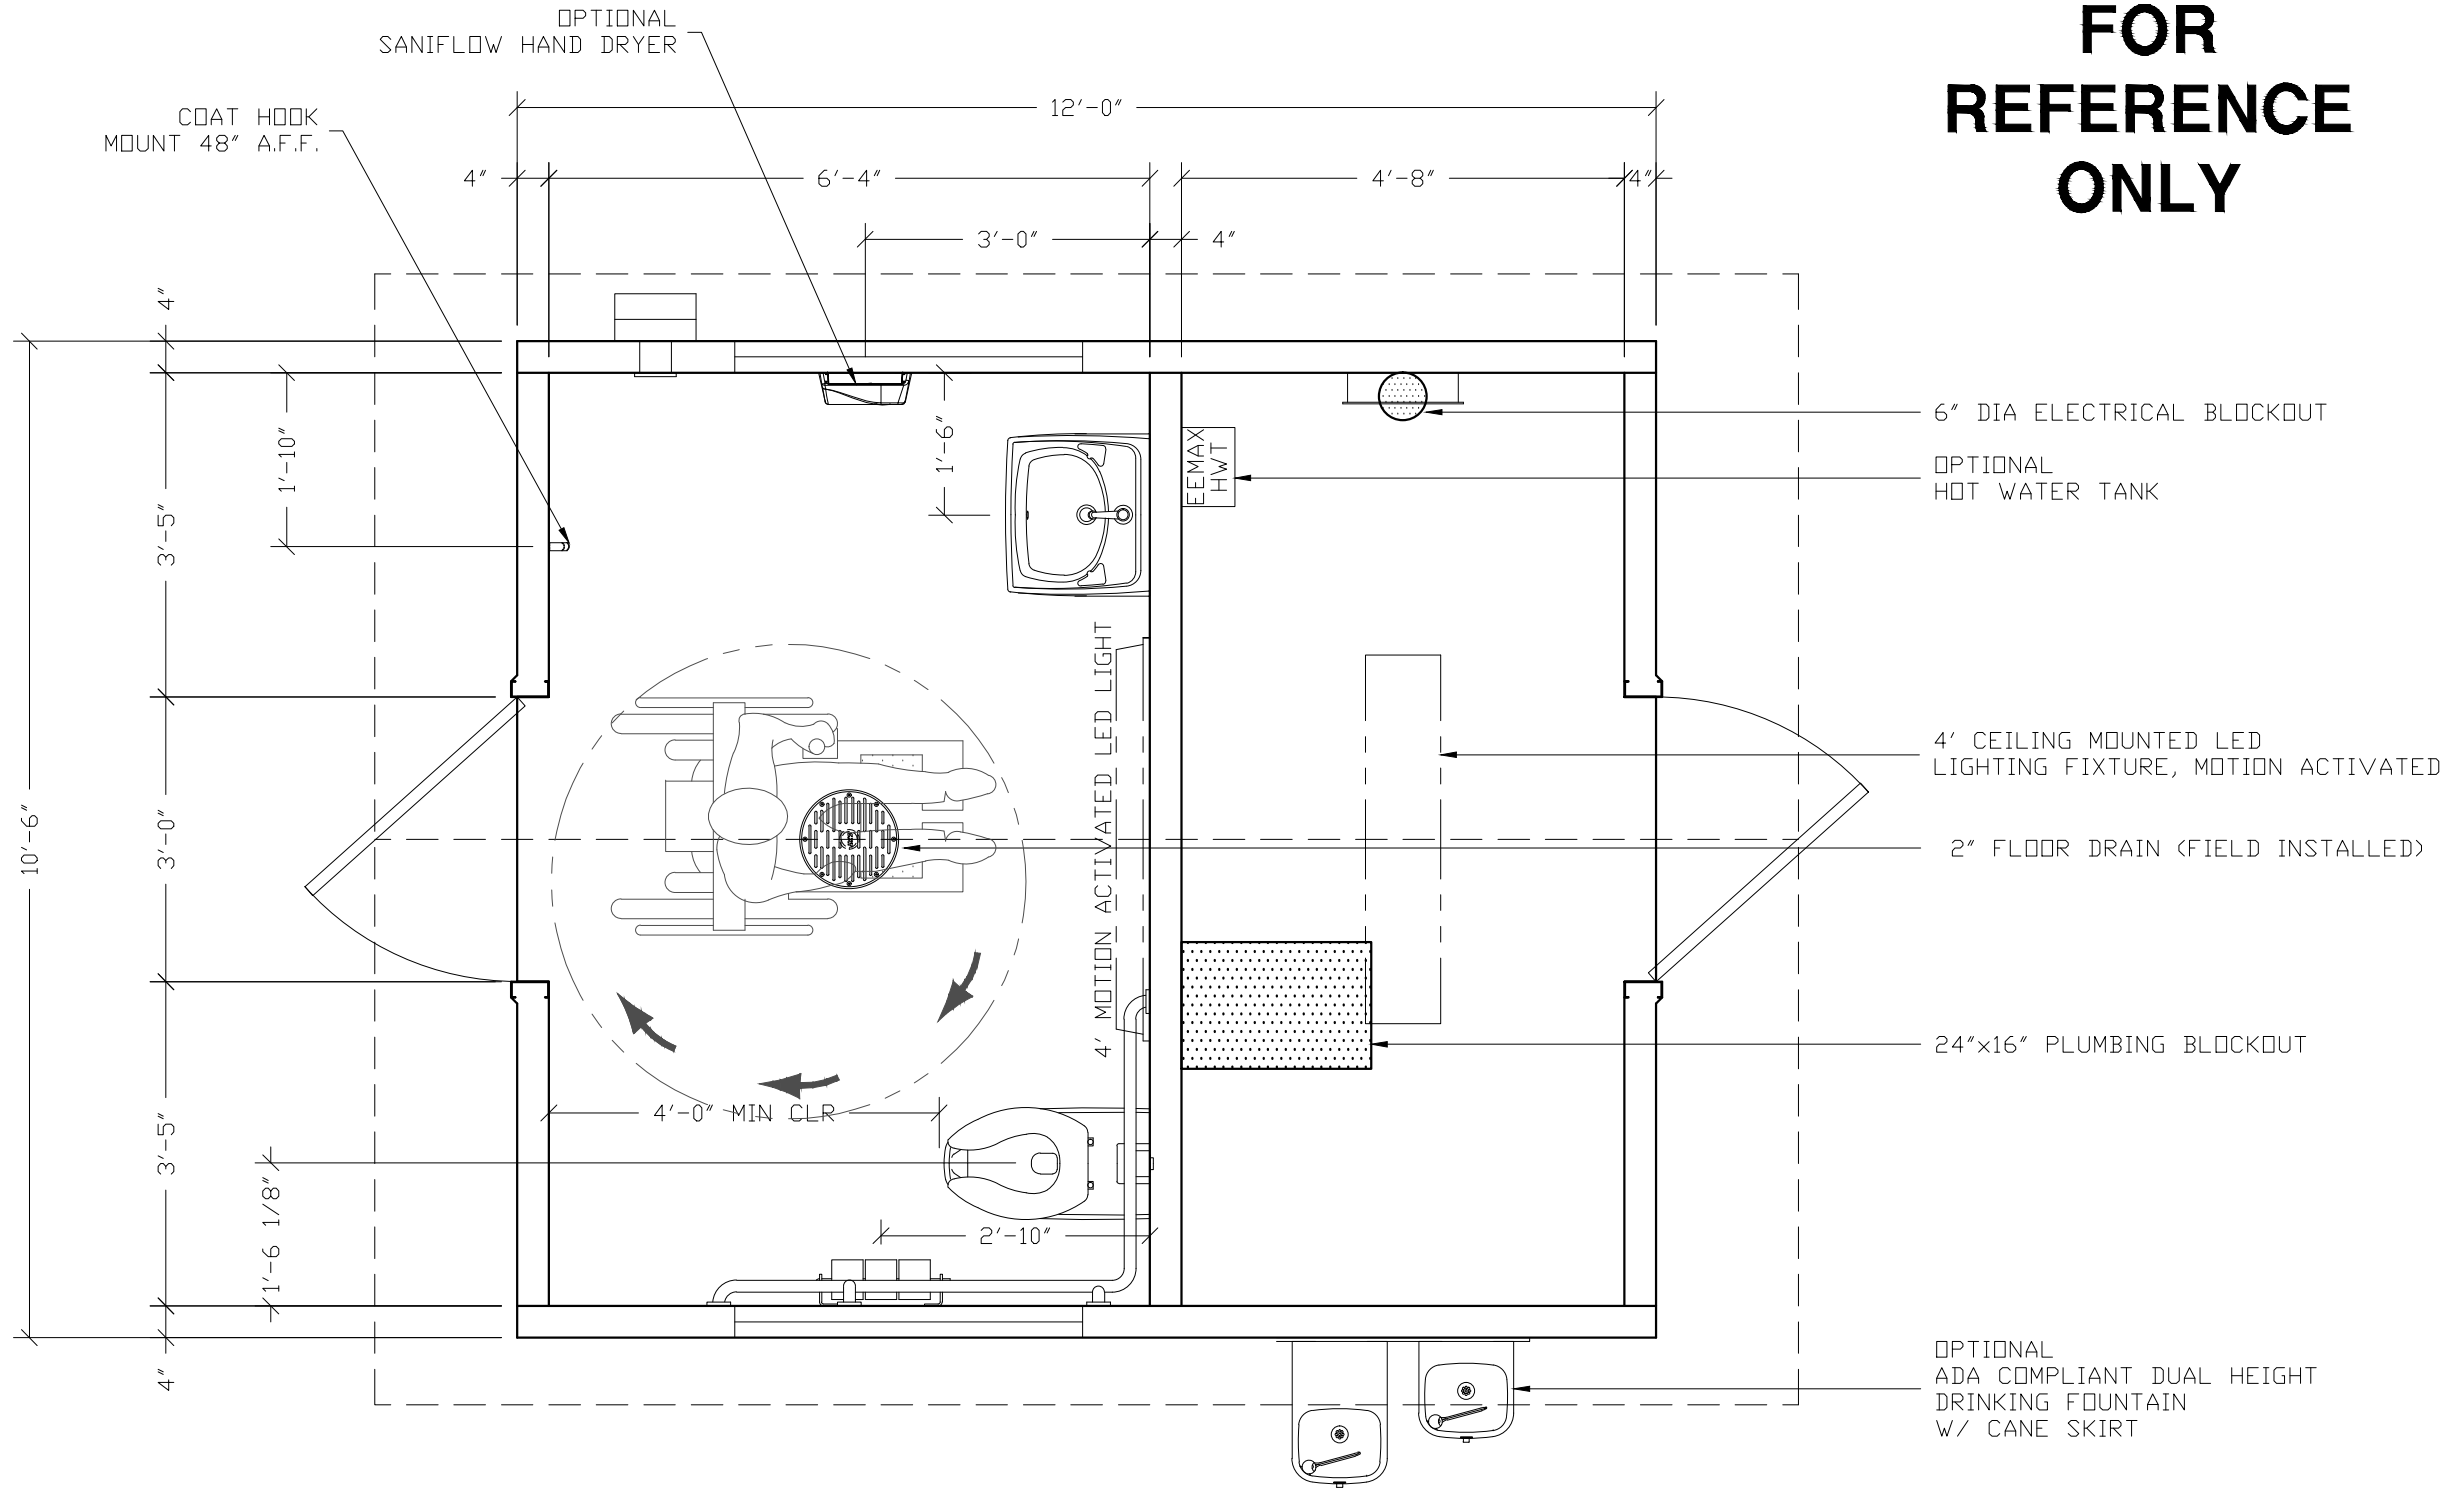 OPTIONAL
SANIFLOW HAND DRYER
FOR
REFERENCE
ONLY
COAT HOOK
MOUNT 48" A.F.F.
12'-0"
4"
6'-4"
4'-8"
4"
3'-0"
4"
4"
3'-5"
3'-0"
3'-5"
4"
10'-6"
1'-10"
1'-6"
1'-6 1/8"
EEMAX
HWT
6" DIA ELECTRICAL BLOCKOUT
OPTIONAL
HOT WATER TANK
4' MOTION ACTIVATED LED LIGHT
4' CEILING MOUNTED LED
LIGHTING FIXTURE, MOTION ACTIVATED
2" FLOOR DRAIN (FIELD INSTALLED)
24"x16" PLUMBING BLOCKOUT
4'-0" MIN CLR
2'-10"
OPTIONAL
ADA COMPLIANT DUAL HEIGHT
DRINKING FOUNTAIN
W/ CANE SKIRT